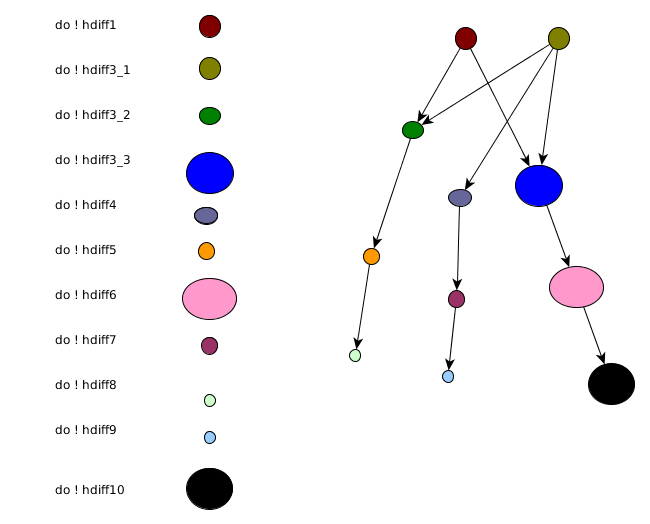 do ! hdiff1
do ! hdiff3_1
do ! hdiff3_2
do ! hdiff3_3
do ! hdiff4
do ! hdiff5
do ! hdiff6
do ! hdiff7
do ! hdiff8
do ! hdiff9
do ! hdiff10